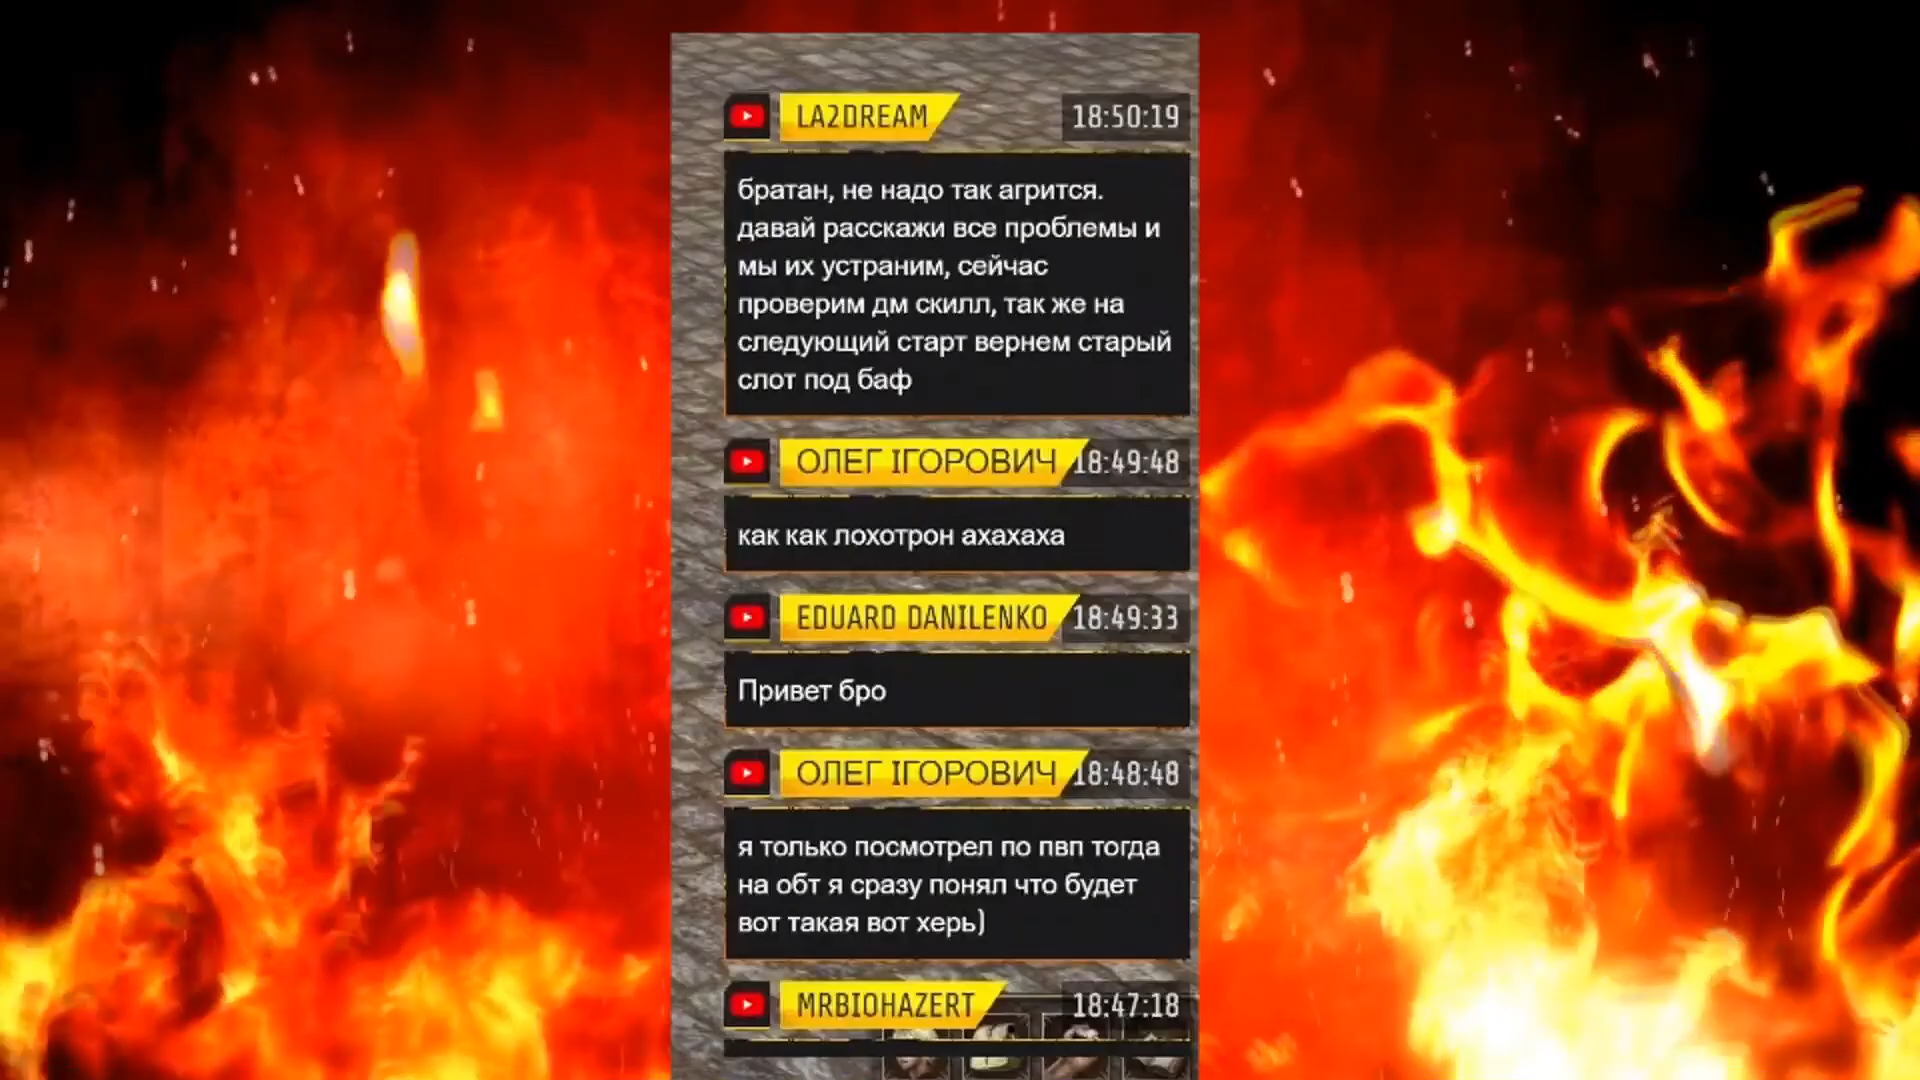 LA2DREAM 18:50:19
братан, не надо так агрится.
давай расскажи все проблемы и
мы их устраним, сейчас
проверим дм скилл, так же на
следующий старт вернем старый
слот под баф
ОЛЕГ ІГОРОВИЧ 18:49:48
как как лохотрон ахахаха
EDUARD DANILENKO 18:49:33
Привет бро
ОЛЕГ ІГОРОВИЧ 18:48:48
я только посмотрел по пвп тогда
на обт я сразу понял что будет
вот такая вот херь)
MRBIOHAZERT 18:47:18